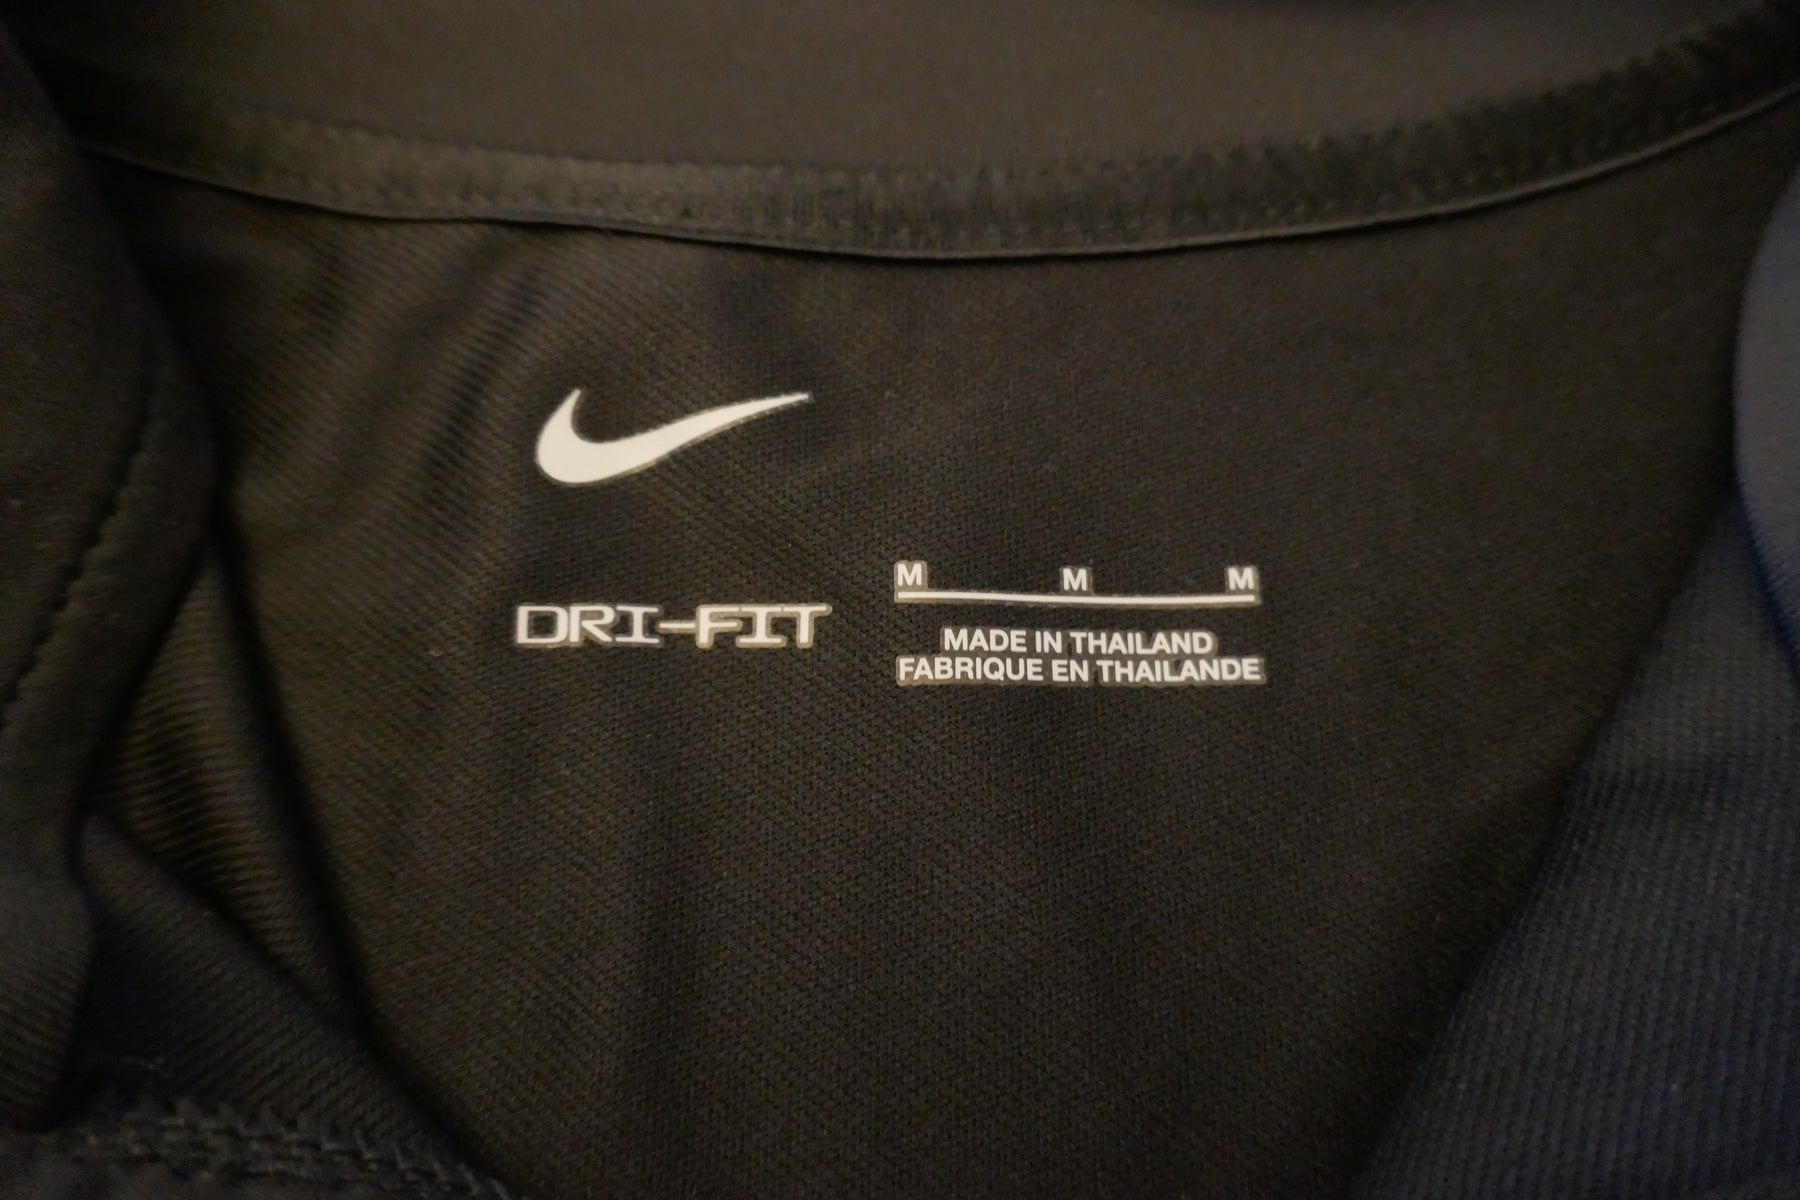 DRI-FIT
M M M
MADE IN THAILAND
FABRIQUE EN THAILANDE